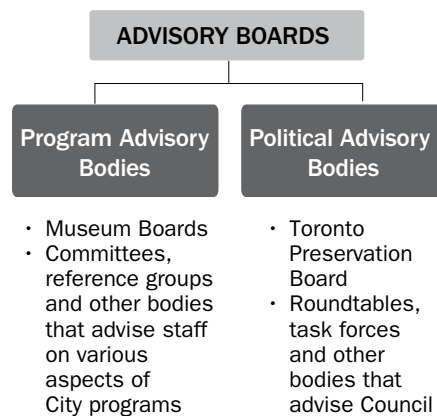 ADVISORY BOARDS
Program Advisory
Bodies
· Museum Boards
· Committees,
reference groups
and other bodies
that advise staff
on various
aspects of
City programs
Political Advisory
Bodies
· Toronto
Preservation
Board
· Roundtables,
task forces
and other
bodies that
advise Council